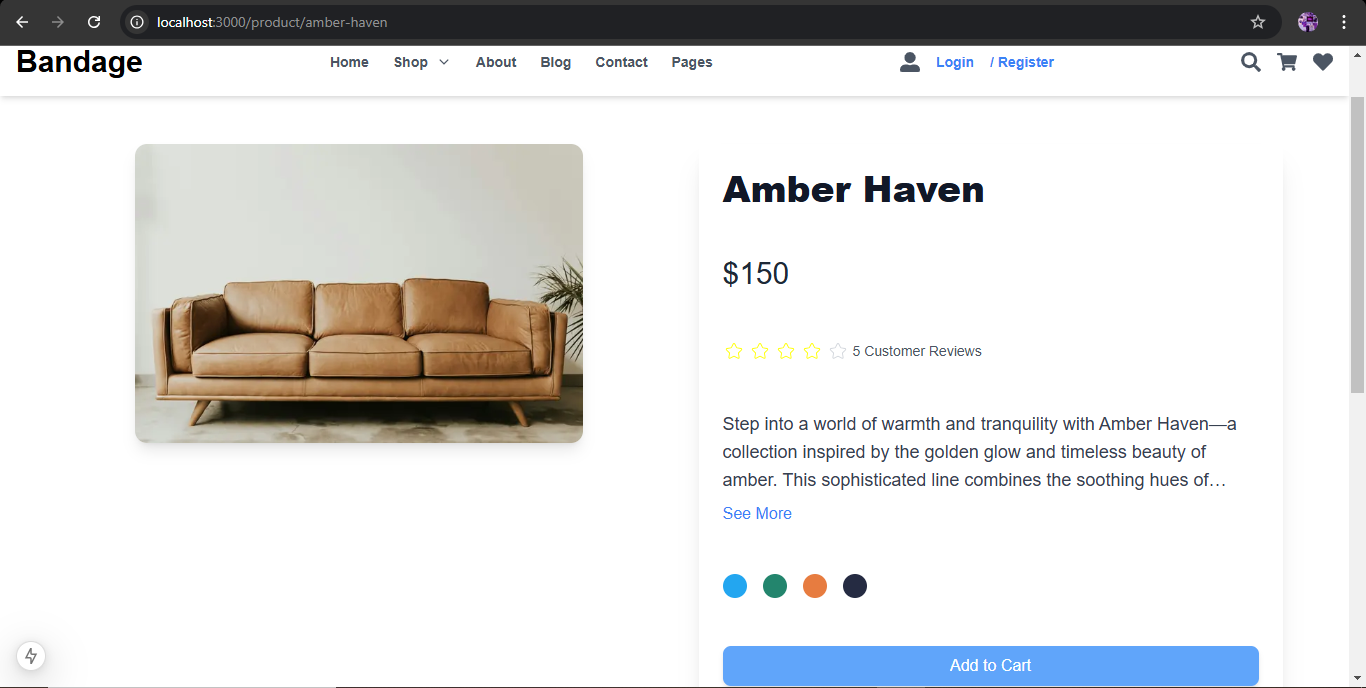 localhost:3000/product/amber-haven
Bandage
Home Shop About Blog Contact Pages
Login / Register
Amber Haven
$150
5 Customer Reviews
Step into a world of warmth and tranquility with Amber Haven—a
collection inspired by the golden glow and timeless beauty of
amber. This sophisticated line combines the soothing hues of…
See More
Add to Cart